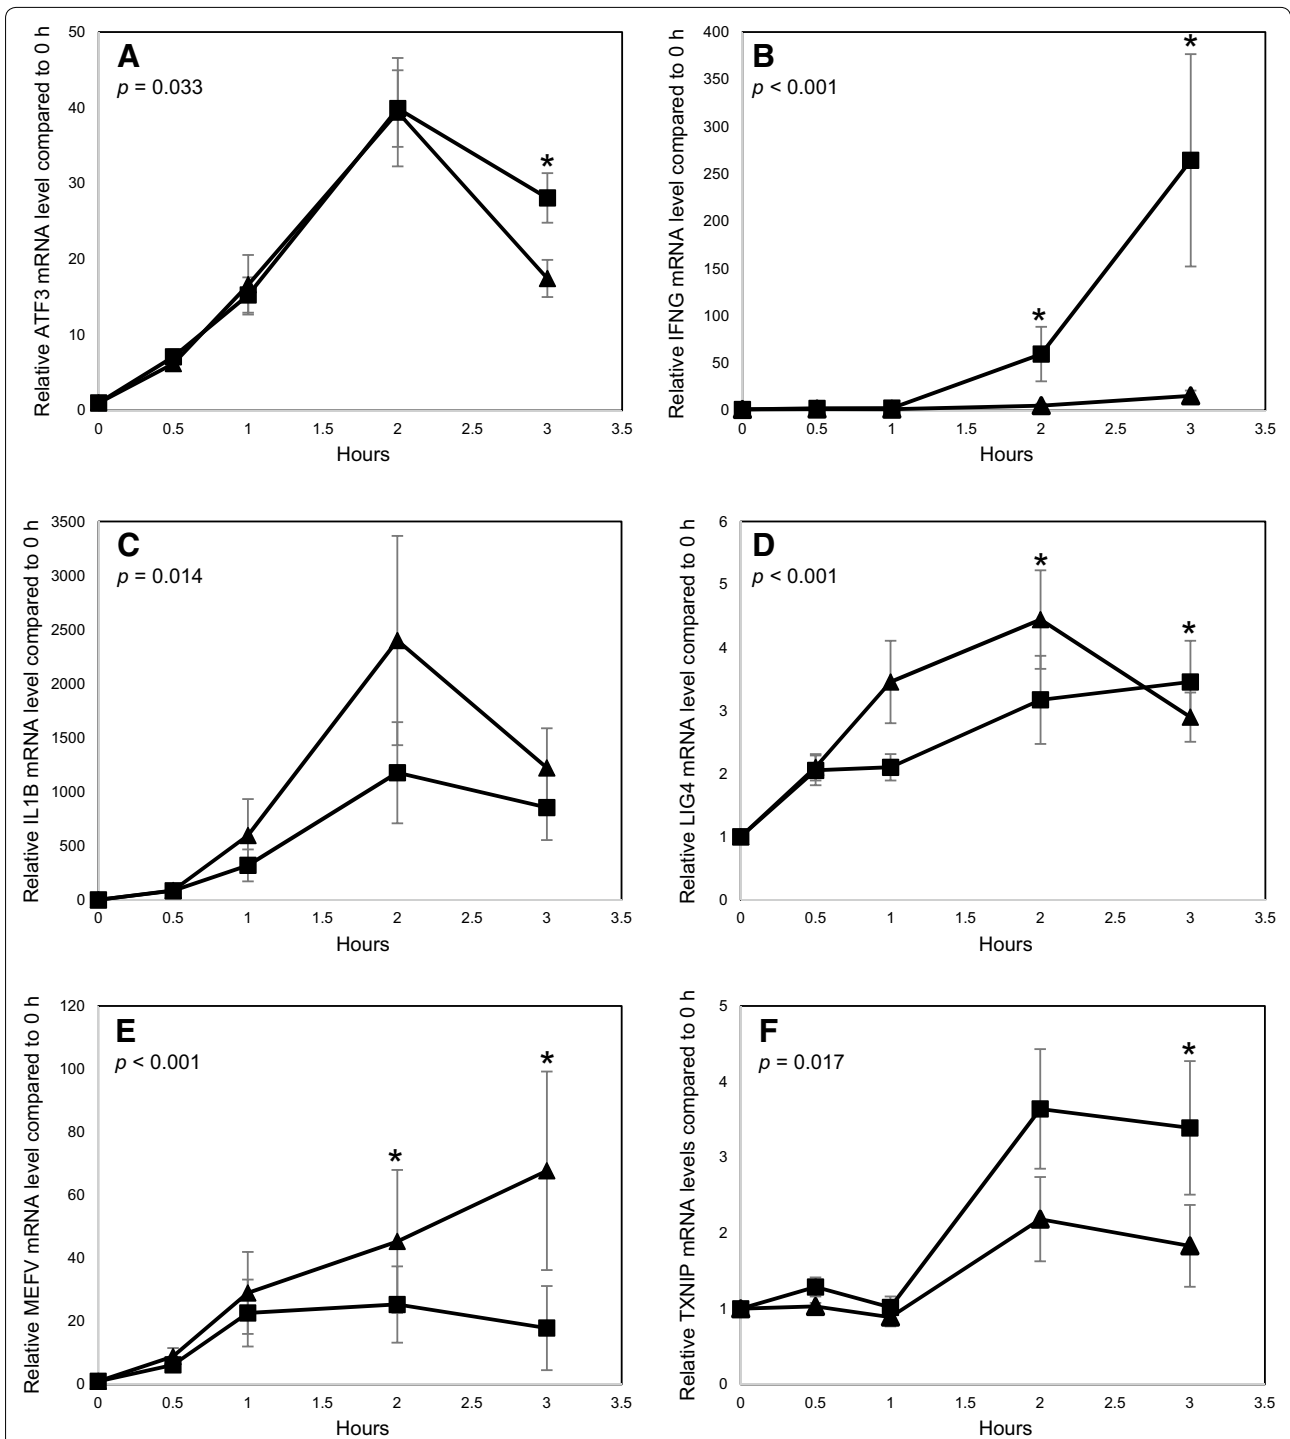 A
p = 0.033
Relative ATF3 mRNA level compared to 0 h
50
40
30
20
10
0
0 0.5 1 1.5 2 2.5 3 3.5
Hours
*
B
p < 0.001
Relative IFNG mRNA level compared to 0 h
400
350
300
250
200
150
100
50
0
0 0.5 1 1.5 2 2.5 3 3.5
Hours
*
*
C
p = 0.014
Relative IL1B mRNA level compared to 0 h
3500
3000
2500
2000
1500
1000
500
0
0 0.5 1 1.5 2 2.5 3 3.5
Hours
D
p < 0.001
Relative LIG4 mRNA level compared to 0 h
6
5
4
3
2
1
0
0 0.5 1 1.5 2 2.5 3 3.5
Hours
*
*
E
p < 0.001
Relative MEFV mRNA level compared to 0 h
120
100
80
60
40
20
0
0 0.5 1 1.5 2 2.5 3 3.5
Hours
*
*
F
p = 0.017
Relative TXNIP mRNA levels compared to 0 h
5
4
3
2
1
0
0 0.5 1 1.5 2 2.5 3 3.5
Hours
*